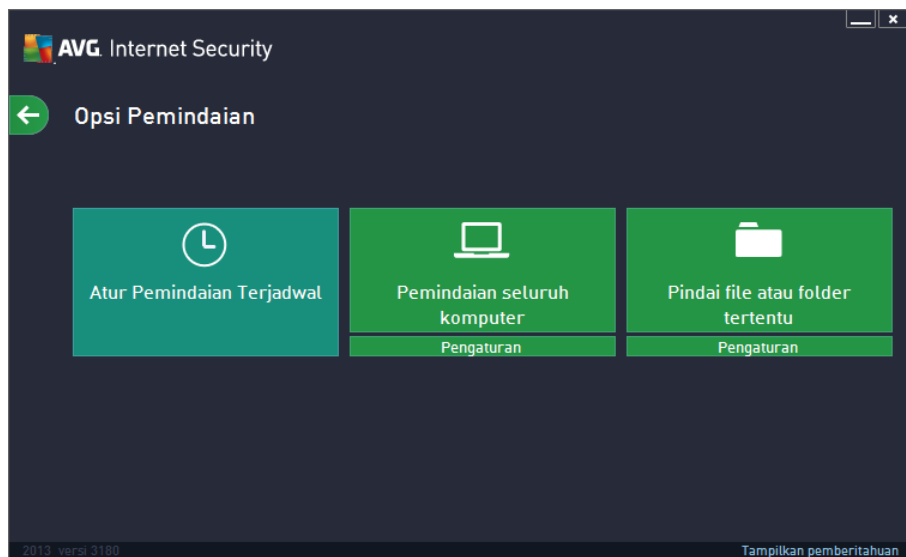 AVG. Internet Security
Opsi Pemindaian
Atur Pemindaian Terjadwal
Pemindaian seluruh
komputer
Pengaturan
Pindai file atau folder
tertentu
Pengaturan
2013 versi 3180
Tampilkan pemberitahuan